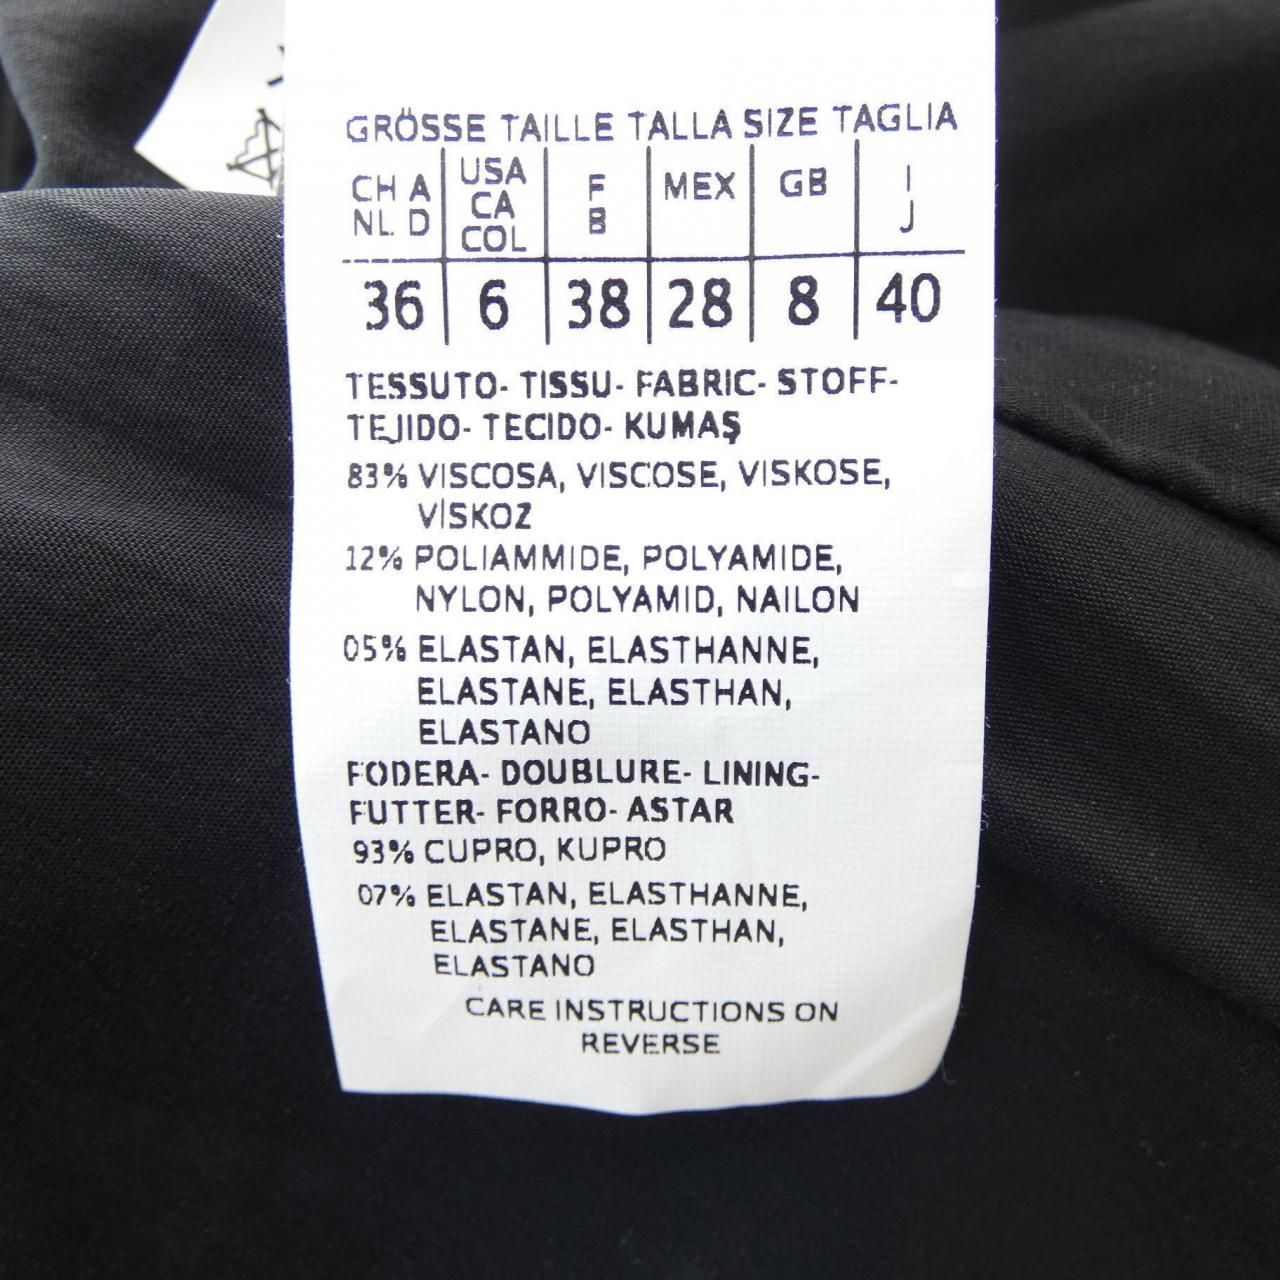 GRÖSSE TAILLE TALLA SIZE TAGLIA
CH A NL D USA CA COL F B MEX GB I J
36 6 38 28 8 40
TESSUTO- TISSU- FABRIC- STOFF-
TEJIDO- TECIDO- KUMAŞ
83% VISCOSA, VISCOSE, VISKOSE,
VİSKOZ
12% POLIAMMIDE, POLYAMIDE,
NYLON, POLYAMID, NAILON
05% ELASTAN, ELASTHANNE,
ELASTANE, ELASTHAN,
ELASTANO
FODERA- DOUBLURE- LINING-
FUTTER- FORRO- ASTAR
93% CUPRO, KUPRO
07% ELASTAN, ELASTHANNE,
ELASTANE, ELASTHAN,
ELASTANO
CARE INSTRUCTIONS ON
REVERSE